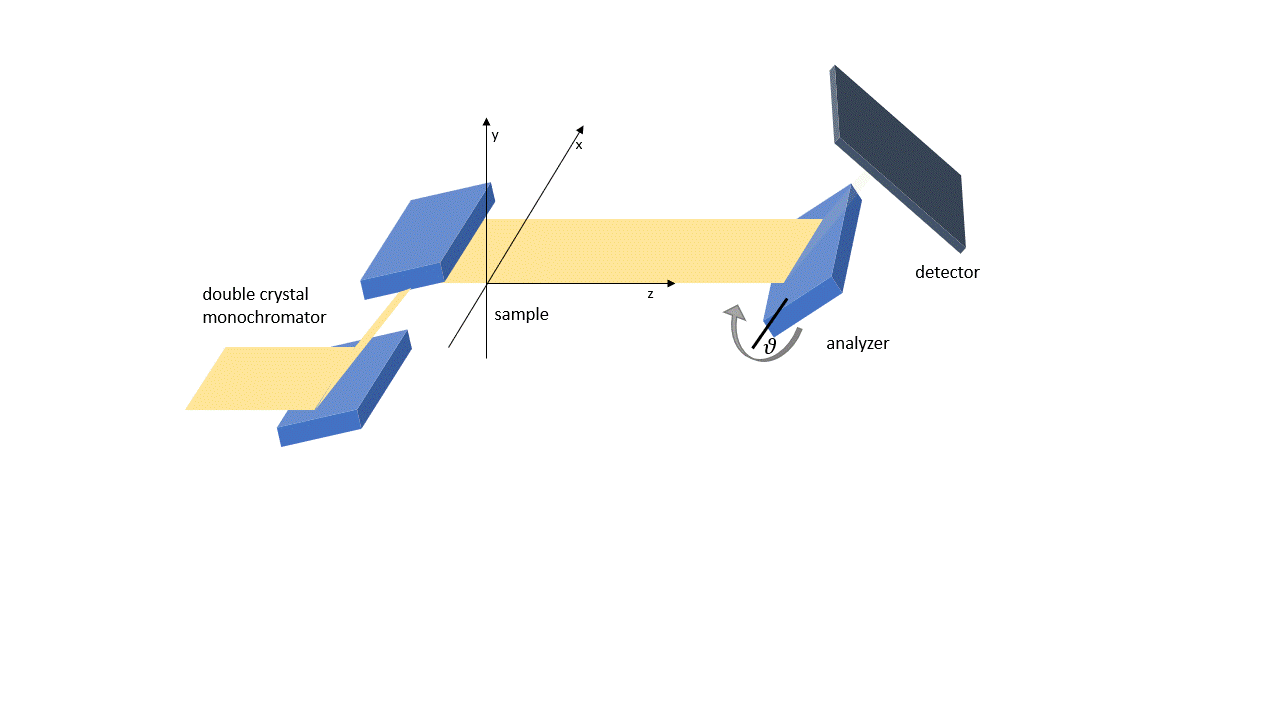 y
x
double crystal
monochromator
z
sample
detector
analyzer
ϑ